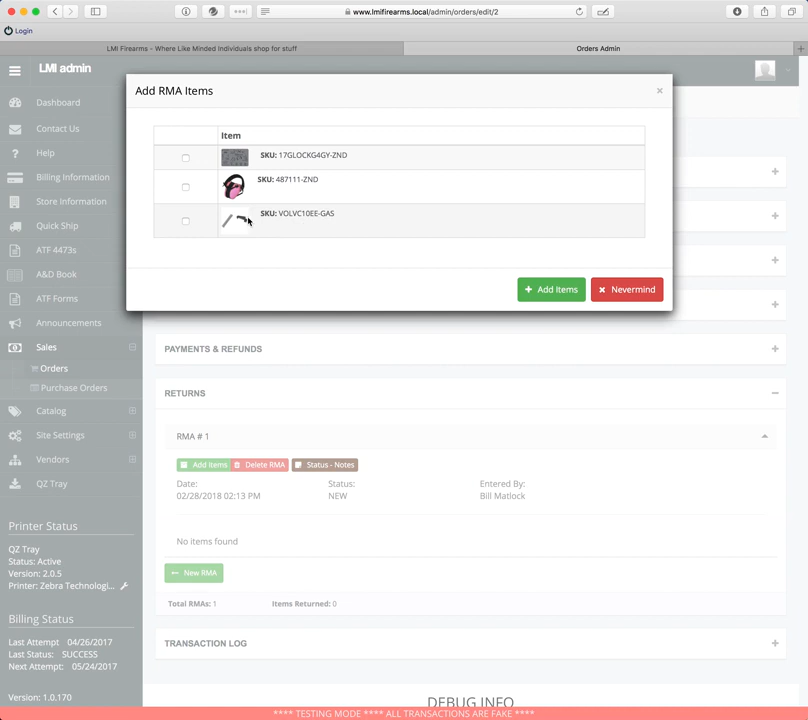 www.lmifirearms.local/admin/orders/edit/2
Login
LMI Firearms - Where Like Minded Individuals shop for stuff
Orders Admin
LMI admin
Dashboard
Contact Us
Help
Billing Information
Store Information
Quick Ship
ATF 4473s
A&D Book
ATF Forms
Announcements
Sales
Orders
Purchase Orders
Catalog
Site Settings
Vendors
QZ Tray
Printer Status
QZ Tray
Status: Active
Version: 2.0.5
Printer: Zebra Technologi...
Billing Status
Last Attempt 04/26/2017
Last Status: SUCCESS
Next Attempt: 05/24/2017
Version: 1.0.170
Add RMA Items
×
Item
SKU: 17GLOCKG4GY-ZND
SKU: 487111-ZND
SKU: VOLVC10EE-GAS
+ Add Items
Nevermind
PAYMENTS & REFUNDS
RETURNS
RMA # 1
Add items
Delete RMA
Status - Notes
Date: Status: Entered By:
02/28/2018 02:13 PM NEW Bill Matlock
No items found
New RMA
Total RMAs: 1 Items Returned: 0
TRANSACTION LOG
DEBUG INFO
**** TESTING MODE **** ALL TRANSACTIONS ARE FAKE ****